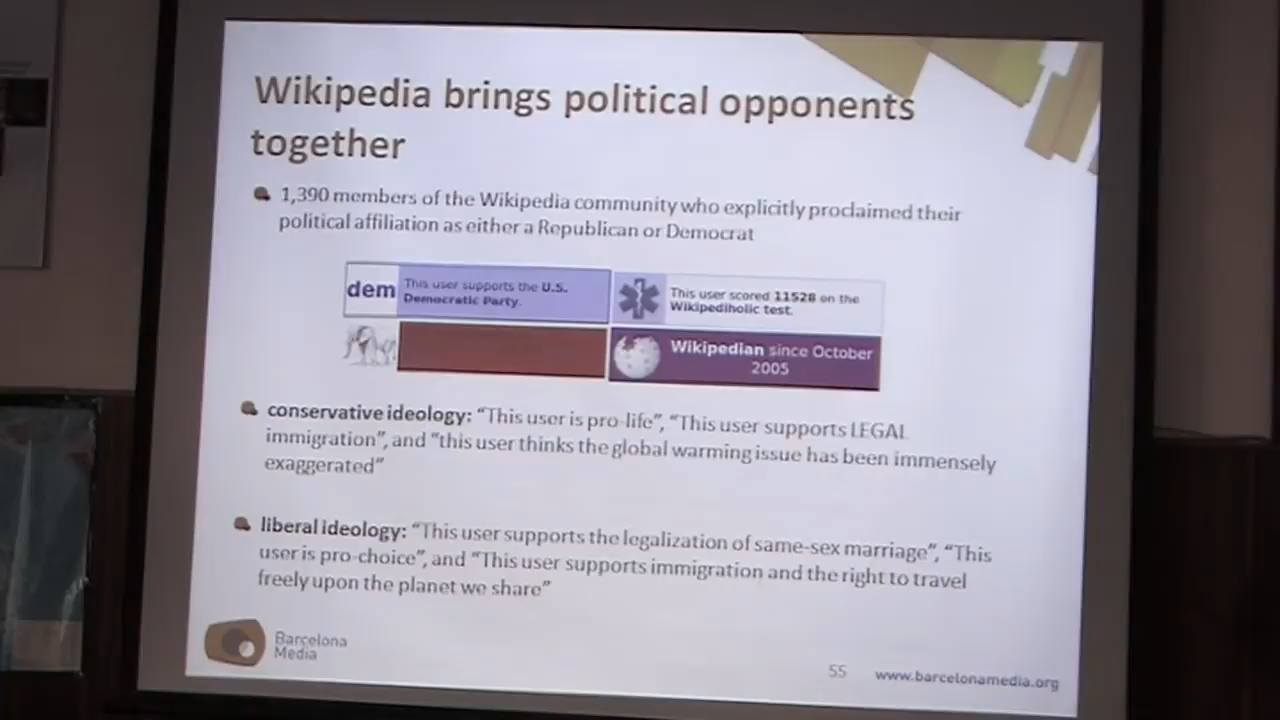 Wikipedia brings political opponents
together
1,390 members of the Wikipedia community who explicitly proclaimed their
political affiliation as either a Republican or Democrat
dem This user supports the U.S.
Democratic Party.
This user scored 11528 on the
Wikipediholic test.
Wikipedian since October
2005
conservative ideology: “This user is pro-life”, “This user supports LEGAL
immigration”, and “this user thinks the global warming issue has been immensely
exaggerated”
liberal ideology: “This user supports the legalization of same-sex marriage”, “This
user is pro-choice”, and “This user supports immigration and the right to travel
freely upon the planet we share”
Barcelona
Media
55 www.barcelonamedia.org